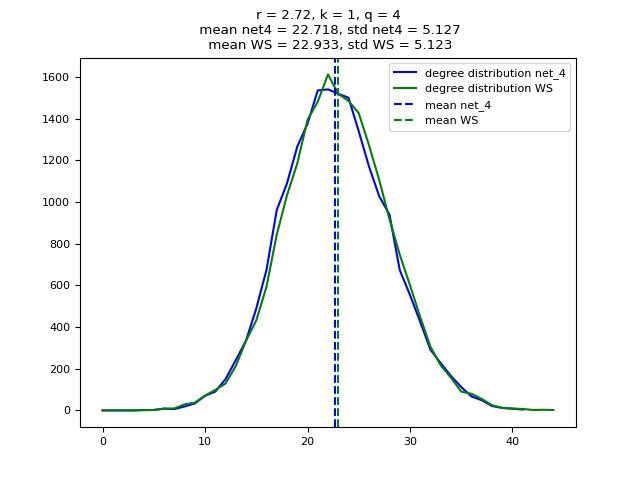 r = 2.72, k = 1, q = 4
mean net4 = 22.718, std net4 = 5.127
mean WS = 22.933, std WS = 5.123
degree distribution net_4
degree distribution WS
mean net_4
mean WS
1600
1400
1200
1000
800
600
400
200
0
0 10 20 30 40